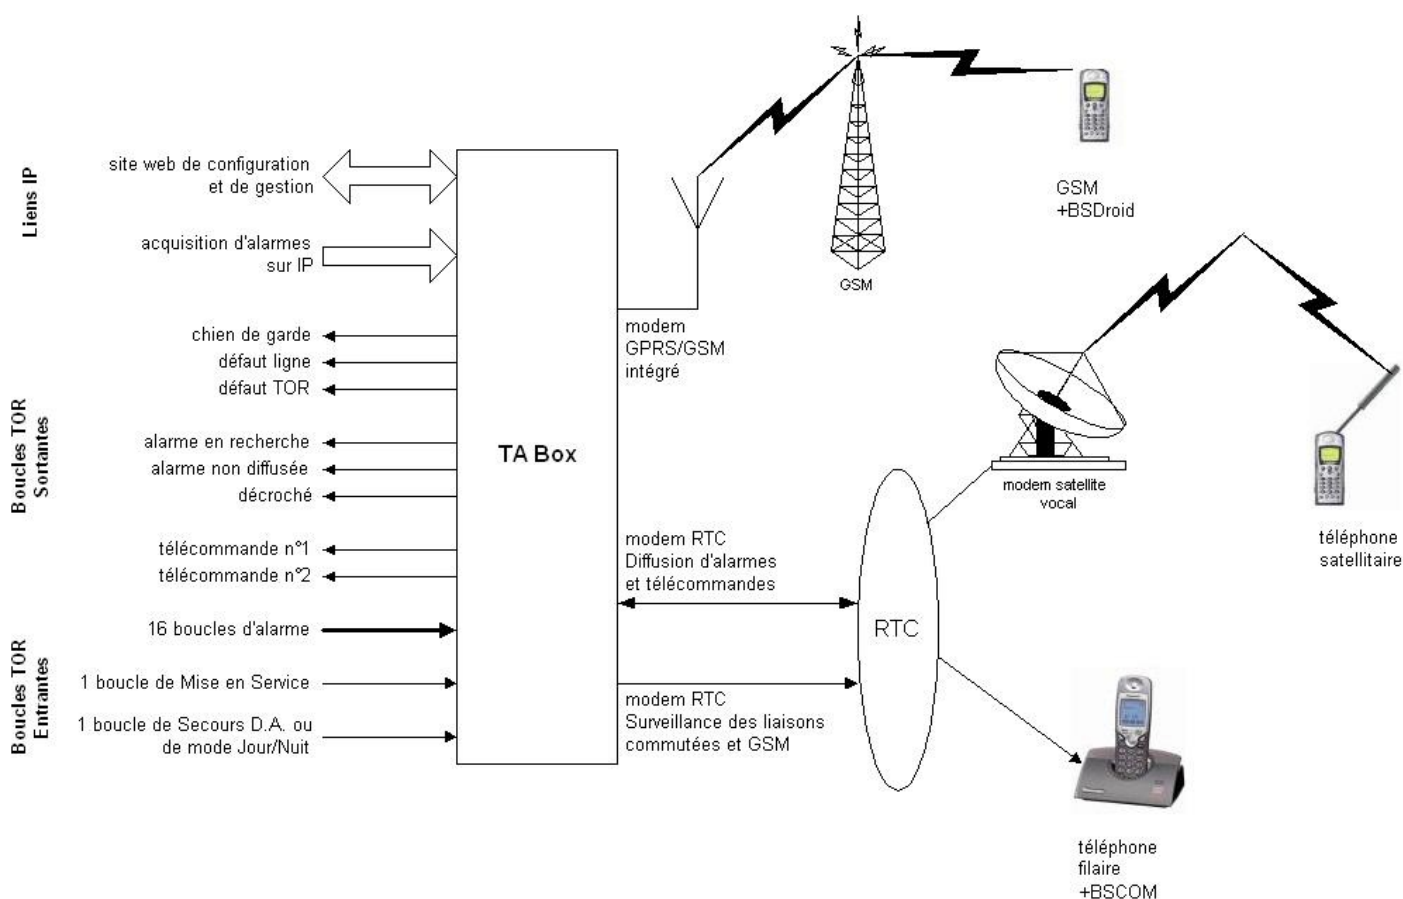 Liens IP
site web de configuration
et de gestion
acquisition d'alarmes
sur IP
Boucles TOR
Sortantes
chien de garde
défaut ligne
défaut TOR
alarme en recherche
alarme non diffusée
décroché
télécommande n°1
télécommande n°2
Boucles TOR
Entrantes
16 boucles d'alarme
1 boucle de Mise en Service
1 boucle de Secours D.A. ou
de mode Jour/Nuit
TA Box
modem
GPRS/GSM
intégré
GSM
GSM
+BSDroid
modem satellite
vocal
téléphone
satellitaire
modem RTC
Diffusion d'alarmes
et télécommandes
RTC
modem RTC
Surveillance des liaisons
commutées et GSM
téléphone
filaire
+BSCOM